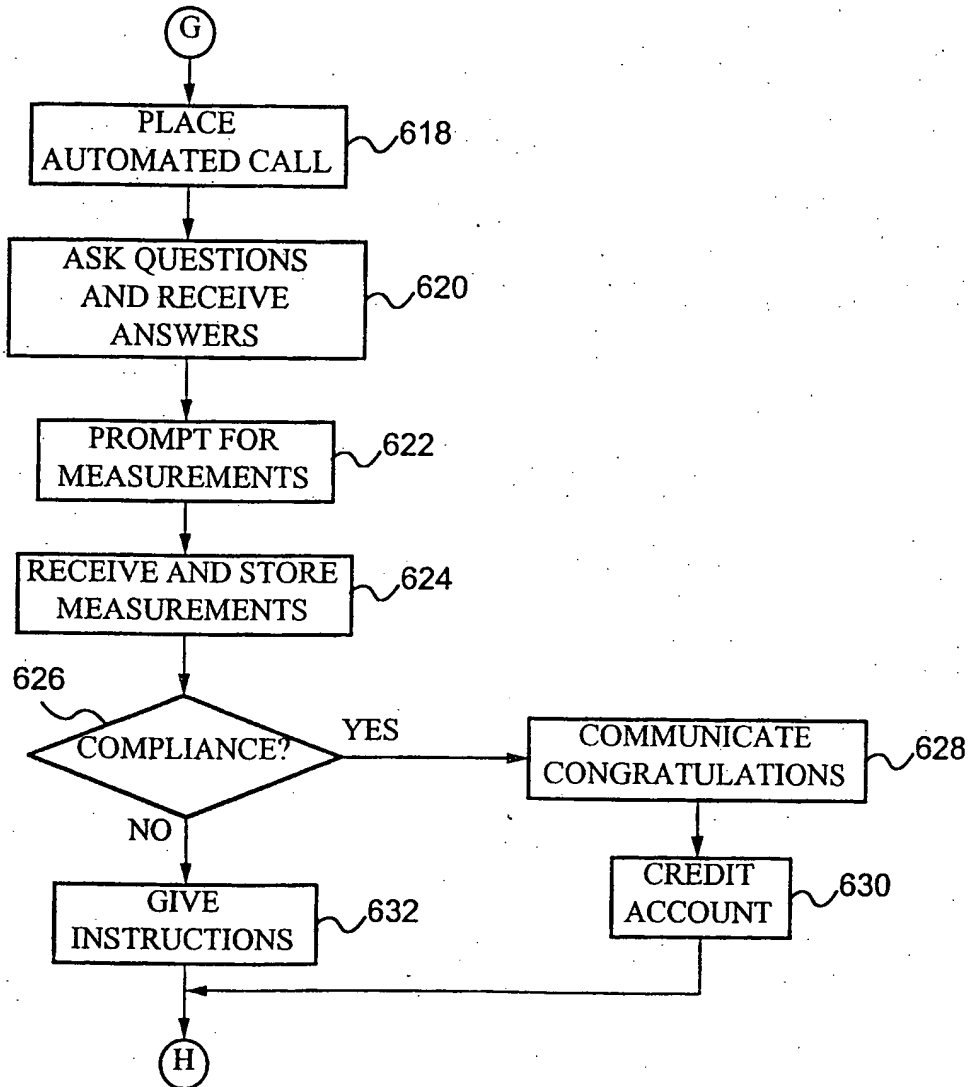 G
PLACE
AUTOMATED CALL
618
ASK QUESTIONS
AND RECEIVE
ANSWERS
620
PROMPT FOR
MEASUREMENTS
622
RECEIVE AND STORE
MEASUREMENTS
624
626
COMPLIANCE?
YES
NO
COMMUNICATE
CONGRATULATIONS
628
CREDIT
ACCOUNT
630
GIVE
INSTRUCTIONS
632
H